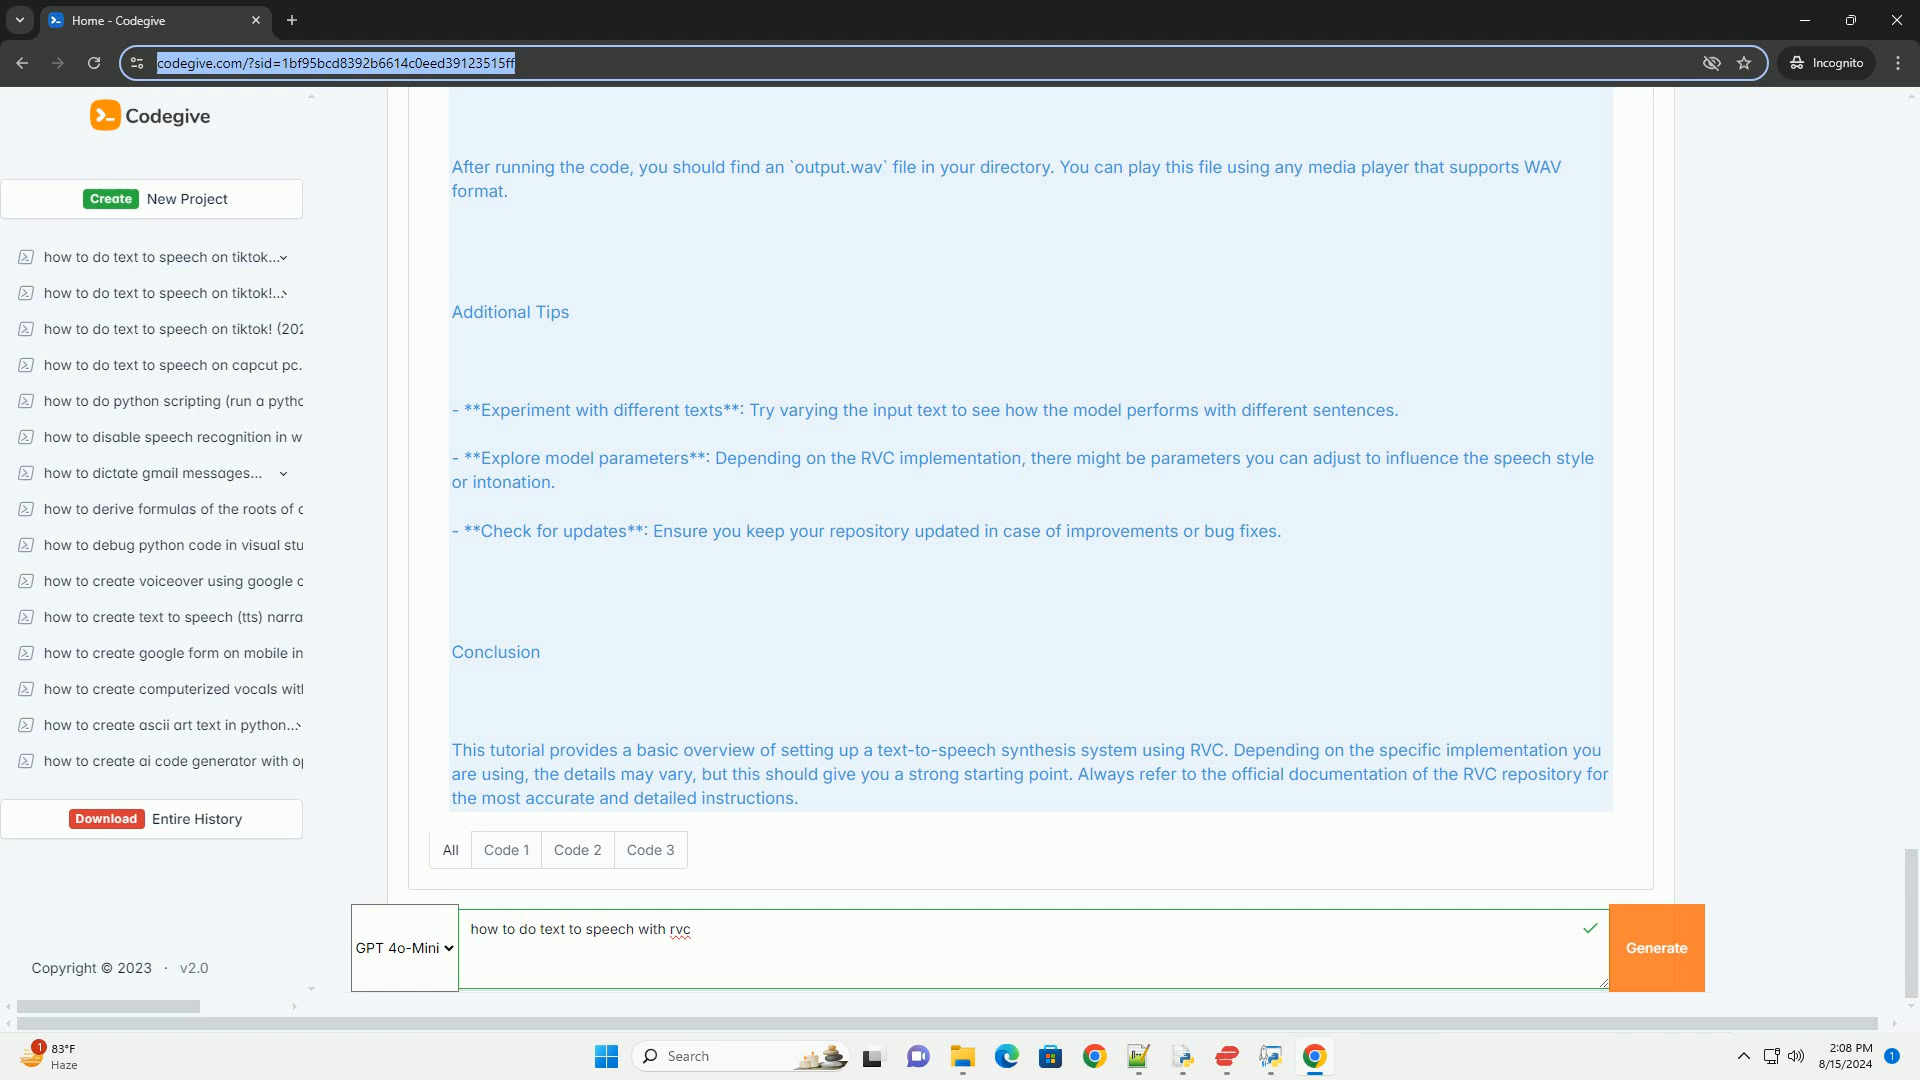 Home - Codegive
codegive.com/?sid=1bf95bcd8392b6614c0eed39123515ff
Incognito
Codegive
Create New Project
how to do text to speech on tiktok...
how to do text to speech on tiktok!...
how to do text to speech on tiktok! (202
how to do text to speech on capcut pc.
how to do python scripting (run a pytho
how to disable speech recognition in w
how to dictate gmail messages...
how to derive formulas of the roots of
how to debug python code in visual stu
how to create voiceover using google c
how to create text to speech (tts) narra
how to create google form on mobile in
how to create computerized vocals with
how to create ascii art text in python...
how to create ai code generator with op
Download Entire History
Copyright © 2023 · v2.0
After running the code, you should find an `output.wav` file in your directory. You can play this file using any media player that supports WAV
format.
Additional Tips
- **Experiment with different texts**: Try varying the input text to see how the model performs with different sentences.
- **Explore model parameters**: Depending on the RVC implementation, there might be parameters you can adjust to influence the speech style
or intonation.
- **Check for updates**: Ensure you keep your repository updated in case of improvements or bug fixes.
Conclusion
This tutorial provides a basic overview of setting up a text-to-speech synthesis system using RVC. Depending on the specific implementation you
are using, the details may vary, but this should give you a strong starting point. Always refer to the official documentation of the RVC repository for
the most accurate and detailed instructions.
All Code 1 Code 2 Code 3
GPT 4o-Mini
how to do text to speech with rvc
Generate
1
83°F
Haze
Search
2:08 PM
8/15/2024
1